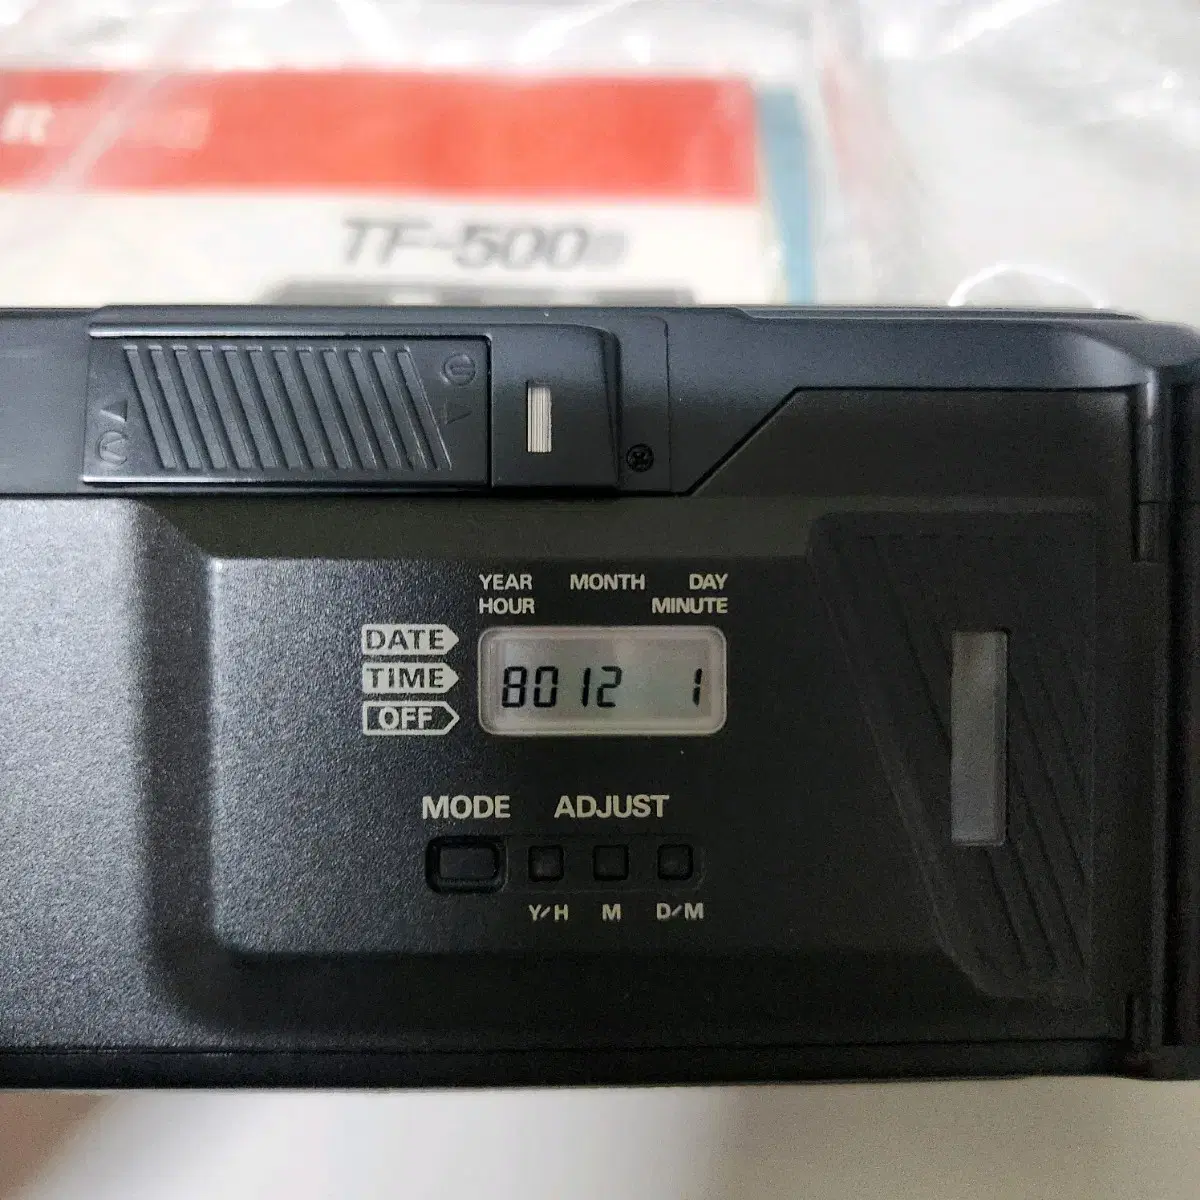 TF-500
YEAR MONTH DAY
HOUR MINUTE
DATE
TIME
OFF
80 12 1
MODE ADJUST
Y/H M D/M